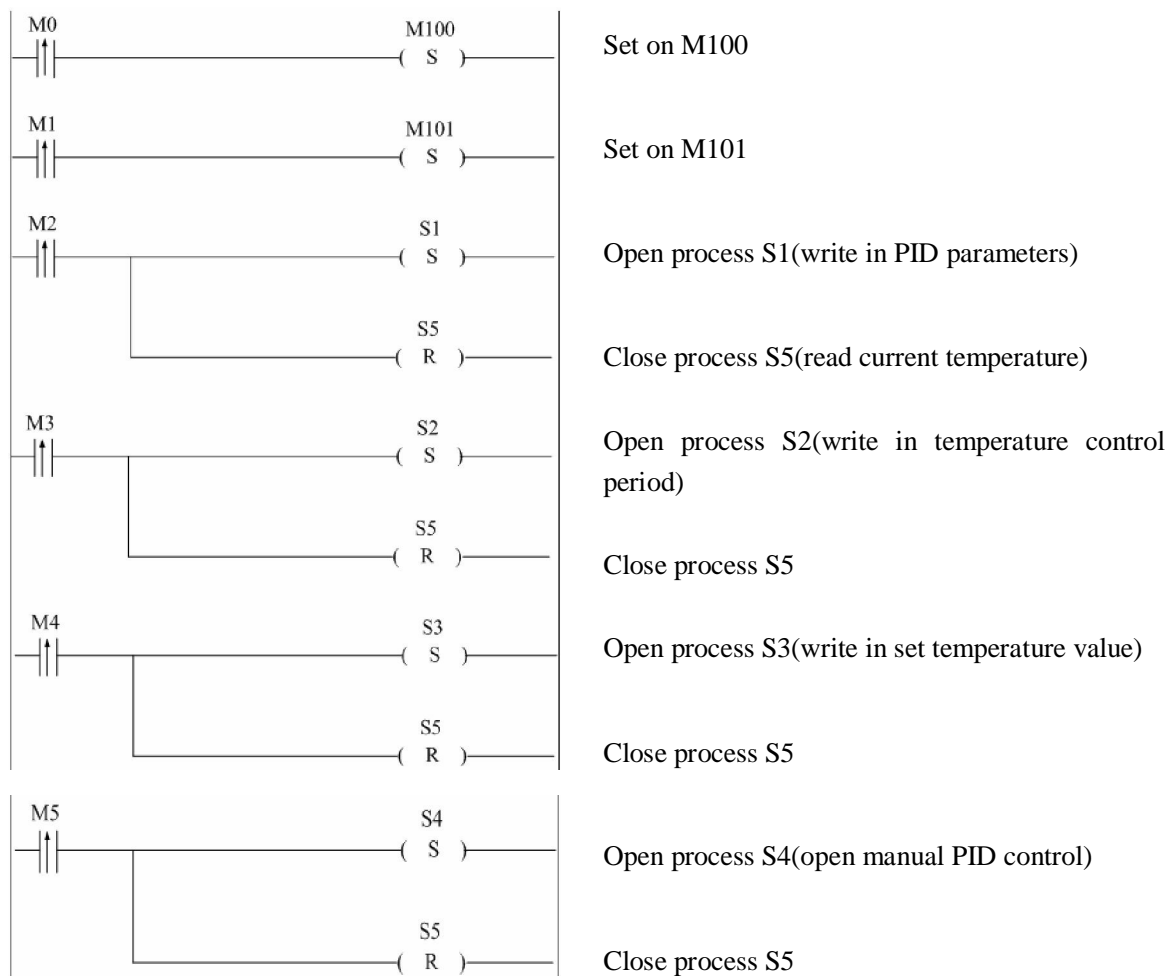 M0
M100
( S )
Set on M100
M1
M101
( S )
Set on M101
M2
S1
( S )
Open process S1(write in PID parameters)
S5
( R )
Close process S5(read current temperature)
M3
S2
( S )
Open process S2(write in temperature control
period)
S5
( R )
Close process S5
M4
S3
( S )
Open process S3(write in set temperature value)
S5
( R )
Close process S5
M5
S4
( S )
Open process S4(open manual PID control)
S5
( R )
Close process S5